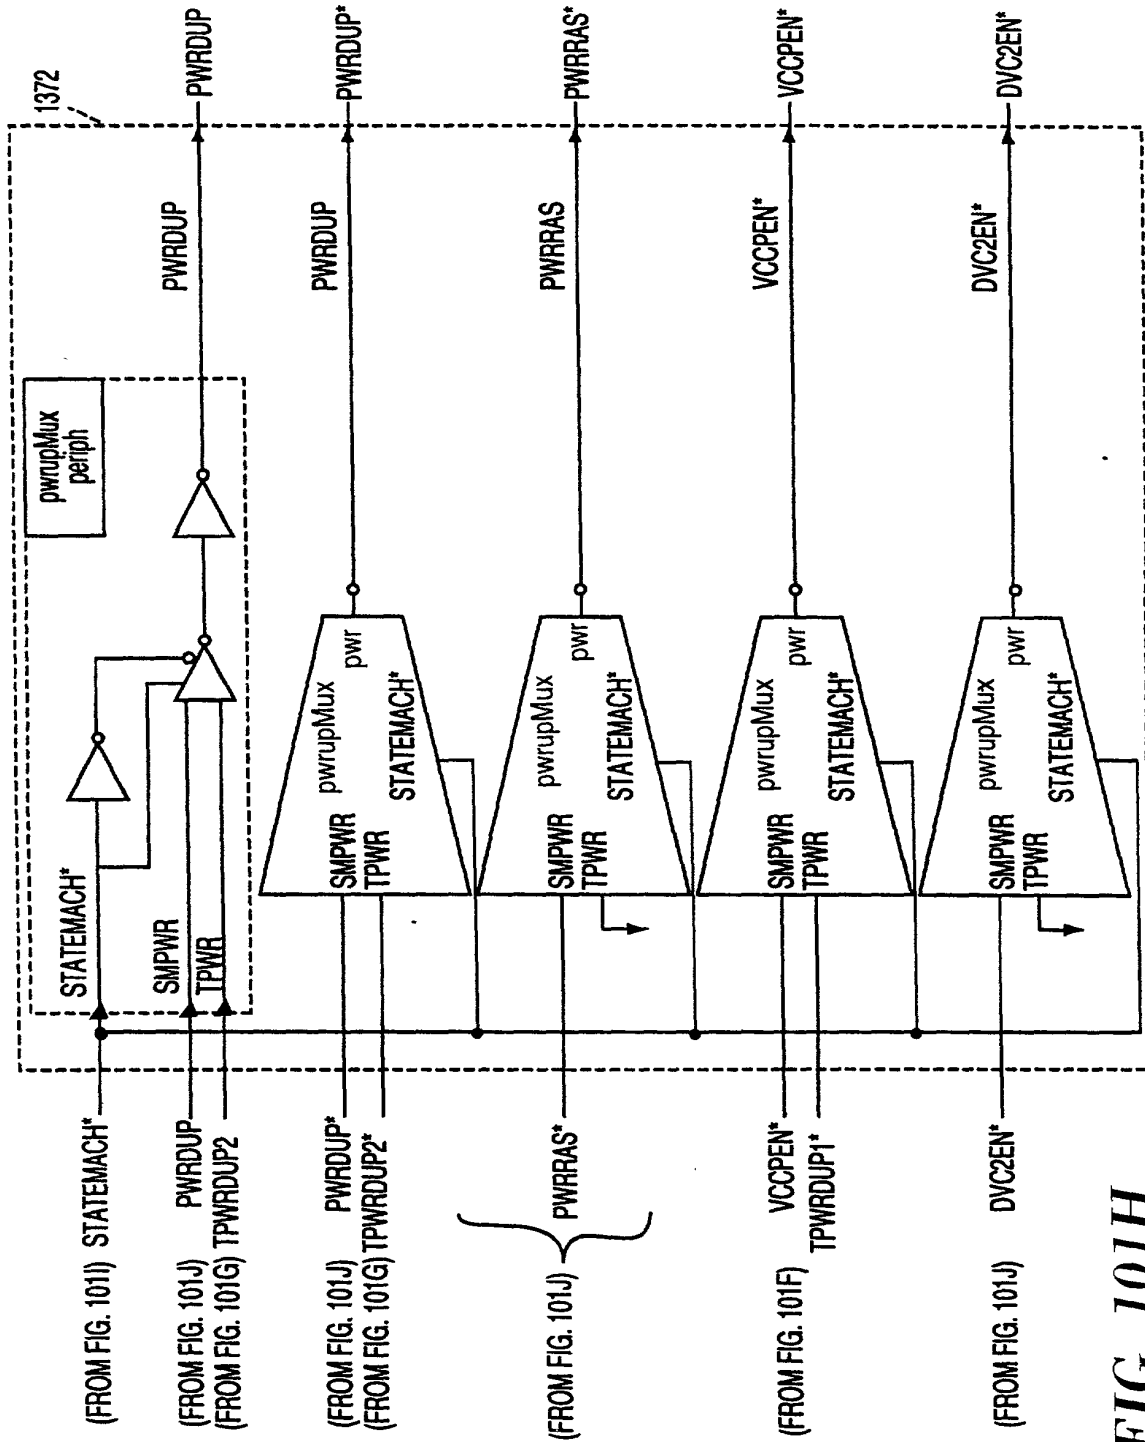 1372
(FROM FIG. 101I) STATEMACH*
STATEMACH*
pwrupMux
periph
(FROM FIG. 101J) PWRDUP
SMPWR
PWRDUP
PWRDUP
(FROM FIG. 101G) TPWRDUP2
TPWR
(FROM FIG. 101J) PWRDUP*
SMPWR
pwrupMux
pwr
PWRDUP
PWRDUP*
(FROM FIG. 101G) TPWRDUP2*
TPWR
STATEMACH*
(FROM FIG. 101J)
PWRRAS*
SMPWR
pwrupMux
pwr
PWRRAS
PWRRAS*
TPWR
STATEMACH*
(FROM FIG. 101F)
VCCPEN*
SMPWR
pwrupMux
pwr
VCCPEN*
VCCPEN*
TPWRDUP1*
TPWR
STATEMACH*
(FROM FIG. 101J) DVC2EN*
SMPWR
pwrupMux
pwr
DVC2EN*
DVC2EN*
TPWR
STATEMACH*
FIG. 101H